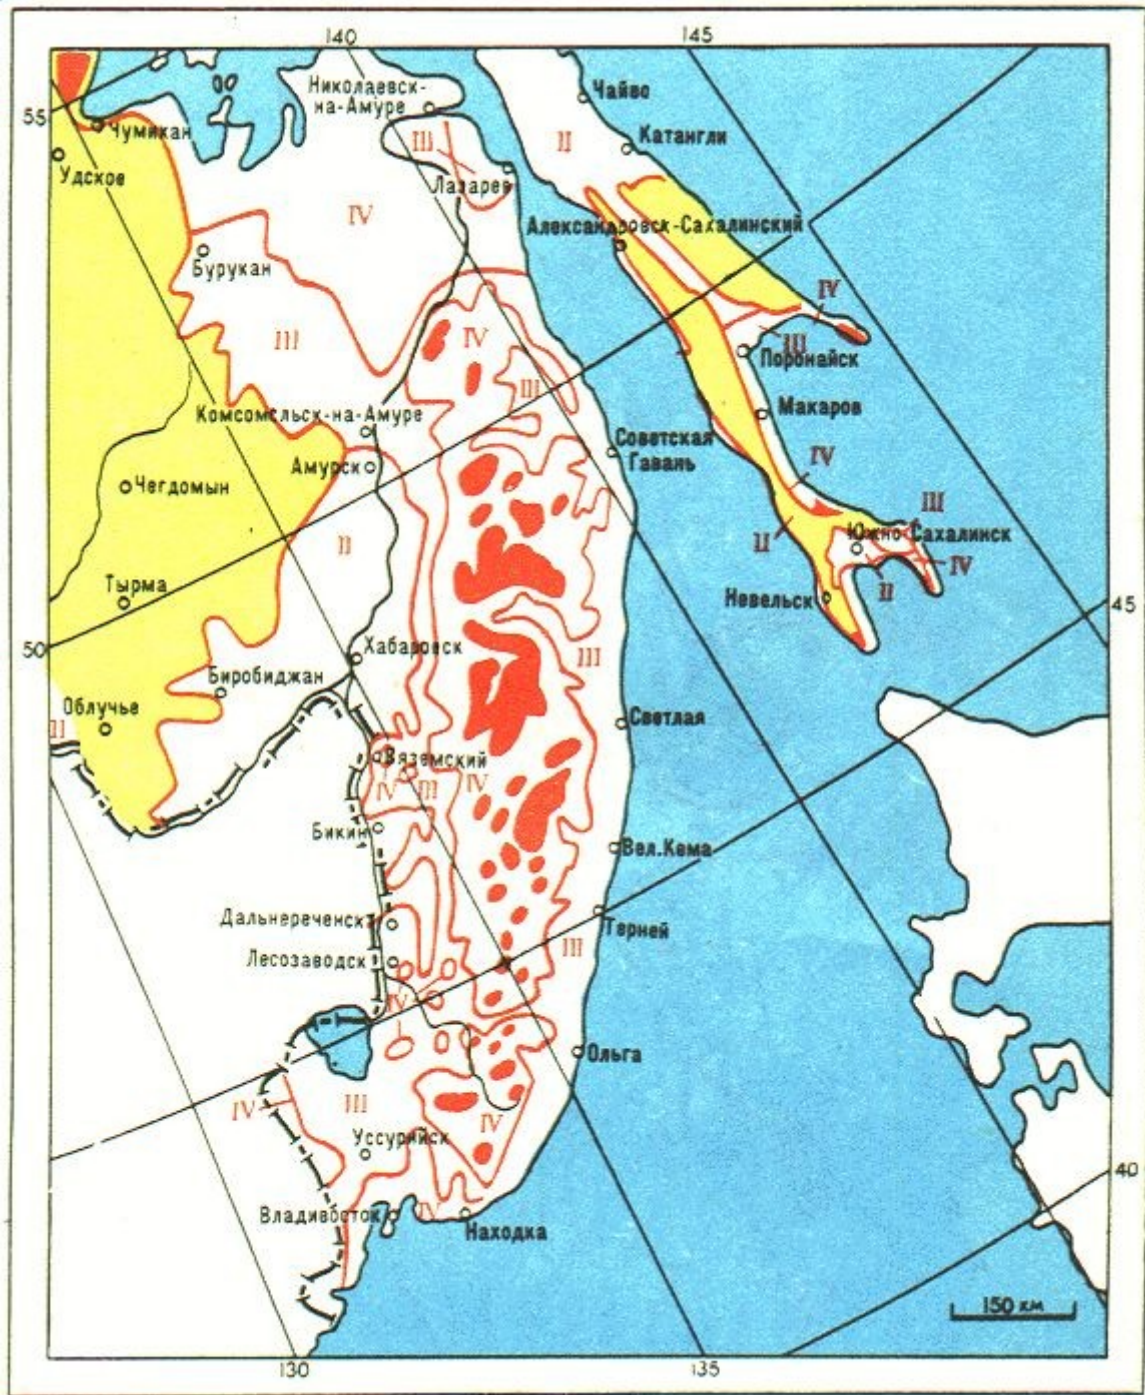 140
145
Николаевск-
на-Амуре
Чайво
55
Чумикан
III
II
Катангли
Удское
Лазарев
IV
Александровск-Сахалинский
Бурукан
IV
IV
III
III
Поронайск
III
Комсомольск-на-Амуре
Макаров
Советская
Гавань
Амурск
IV
Чегдомын
III
II
II
Южно-Сахалинск
IV
Тырма
II
Невельск
45
50
Хабаровск
III
Биробиджан
Облучье
II
Светлая
Вяземский
IV
III
IV
Бикин
Вел.Кема
Дальнереченск
Терней
Лесозаводск
III
IV
Ольга
IV
III
IV
Уссурийск
40
Владивосток
IV
Находка
150 км
130
135